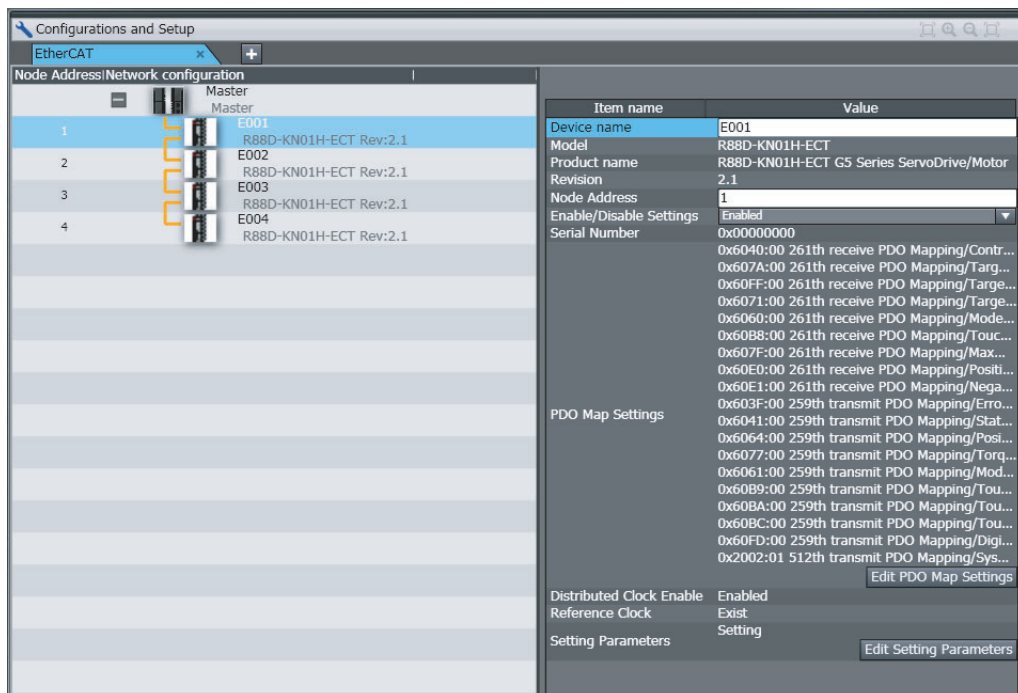 Configurations and Setup
EtherCAT
Node Address|Network configuration
Master
Master
1
E001
R88D-KN01H-ECT Rev:2.1
2
E002
R88D-KN01H-ECT Rev:2.1
3
E003
R88D-KN01H-ECT Rev:2.1
4
E004
R88D-KN01H-ECT Rev:2.1
Item name Value
Device name E001
Model R88D-KN01H-ECT
Product name R88D-KN01H-ECT G5 Series ServoDrive/Motor
Revision 2.1
Node Address 1
Enable/Disable Settings Enabled
Serial Number 0x00000000
PDO Map Settings
0x6040:00 261th receive PDO Mapping/Contr...
0x607A:00 261th receive PDO Mapping/Targ...
0x60FF:00 261th receive PDO Mapping/Targe...
0x6071:00 261th receive PDO Mapping/Targe...
0x6060:00 261th receive PDO Mapping/Mode...
0x60B8:00 261th receive PDO Mapping/Touc...
0x607F:00 261th receive PDO Mapping/Max...
0x60E0:00 261th receive PDO Mapping/Positi...
0x60E1:00 261th receive PDO Mapping/Nega...
0x603F:00 259th transmit PDO Mapping/Erro...
0x6041:00 259th transmit PDO Mapping/Stat...
0x6064:00 259th transmit PDO Mapping/Posi...
0x6077:00 259th transmit PDO Mapping/Torq...
0x6061:00 259th transmit PDO Mapping/Mod...
0x60B9:00 259th transmit PDO Mapping/Tou...
0x60BA:00 259th transmit PDO Mapping/Tou...
0x60BC:00 259th transmit PDO Mapping/Tou...
0x60FD:00 259th transmit PDO Mapping/Digi...
0x2002:01 512th transmit PDO Mapping/Sys...
Edit PDO Map Settings
Distributed Clock Enable Enabled
Reference Clock Exist
Setting Parameters Setting
Edit Setting Parameters